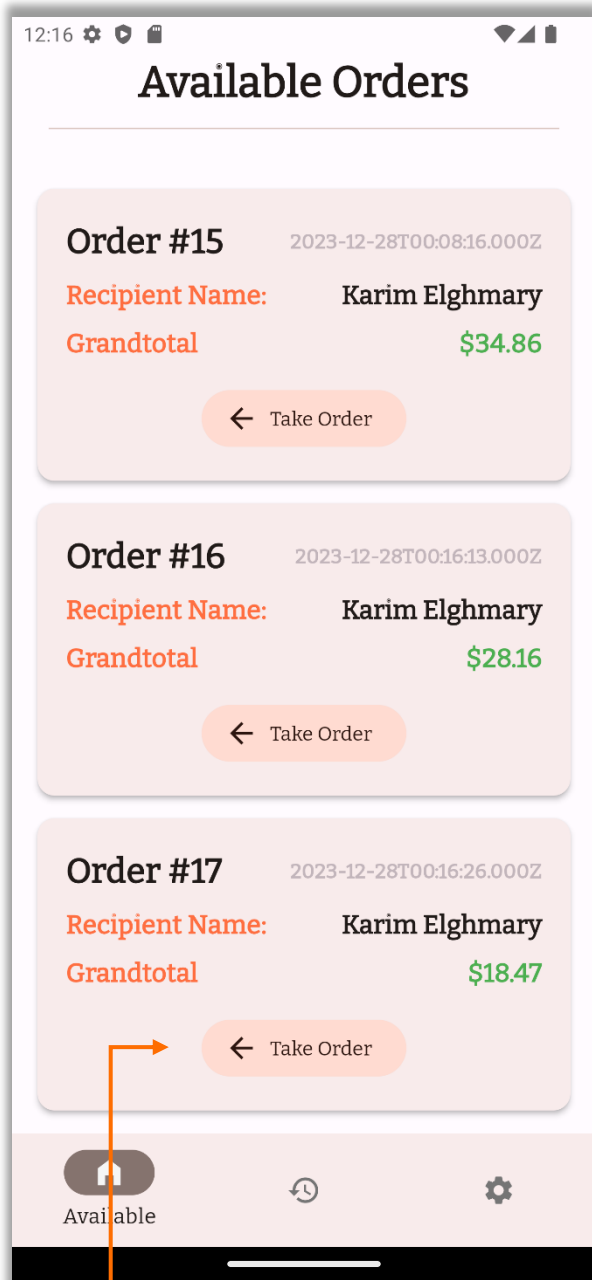 12:16
Available Orders
Order #15 2023-12-28T00:08:16.000Z
Recipient Name: Karim Elghmary
Grandtotal $34.86
Take Order
Order #16 2023-12-28T00:16:13.000Z
Recipient Name: Karim Elghmary
Grandtotal $28.16
Take Order
Order #17 2023-12-28T00:16:26.000Z
Recipient Name: Karim Elghmary
Grandtotal $18.47
Take Order
Available